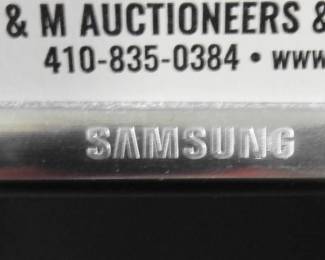 & M AUCTIONEERS &
410-835-0384 • www
SAMSUNG